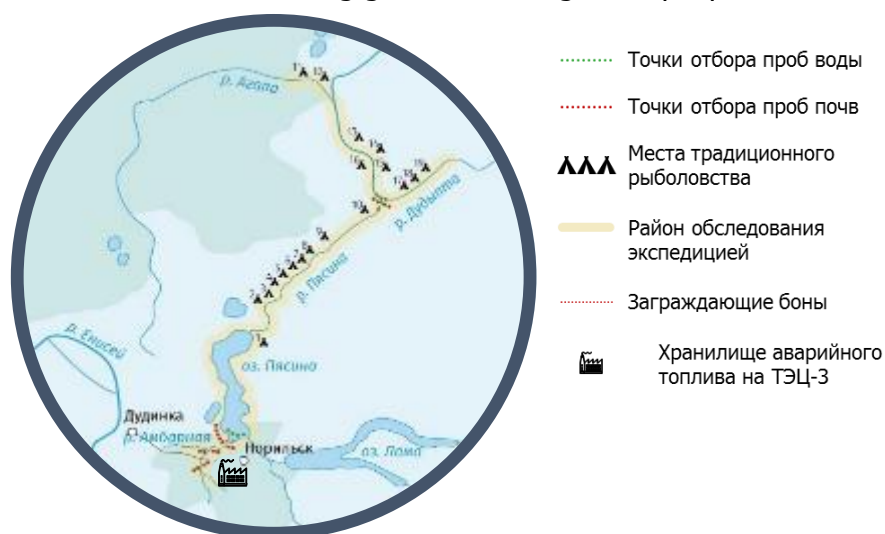 р. Агапа
р. Дудыпта
р. Пясина
оз. Пясино
р. Енисей
Дудинка
р. Амбарная
Норильск
оз. Лама
Точки отбора проб воды
Точки отбора проб почв
Места традиционного
рыболовства
Район обследования
экспедицией
Заграждающие боны
Хранилище аварийного
топлива на ТЭЦ-3